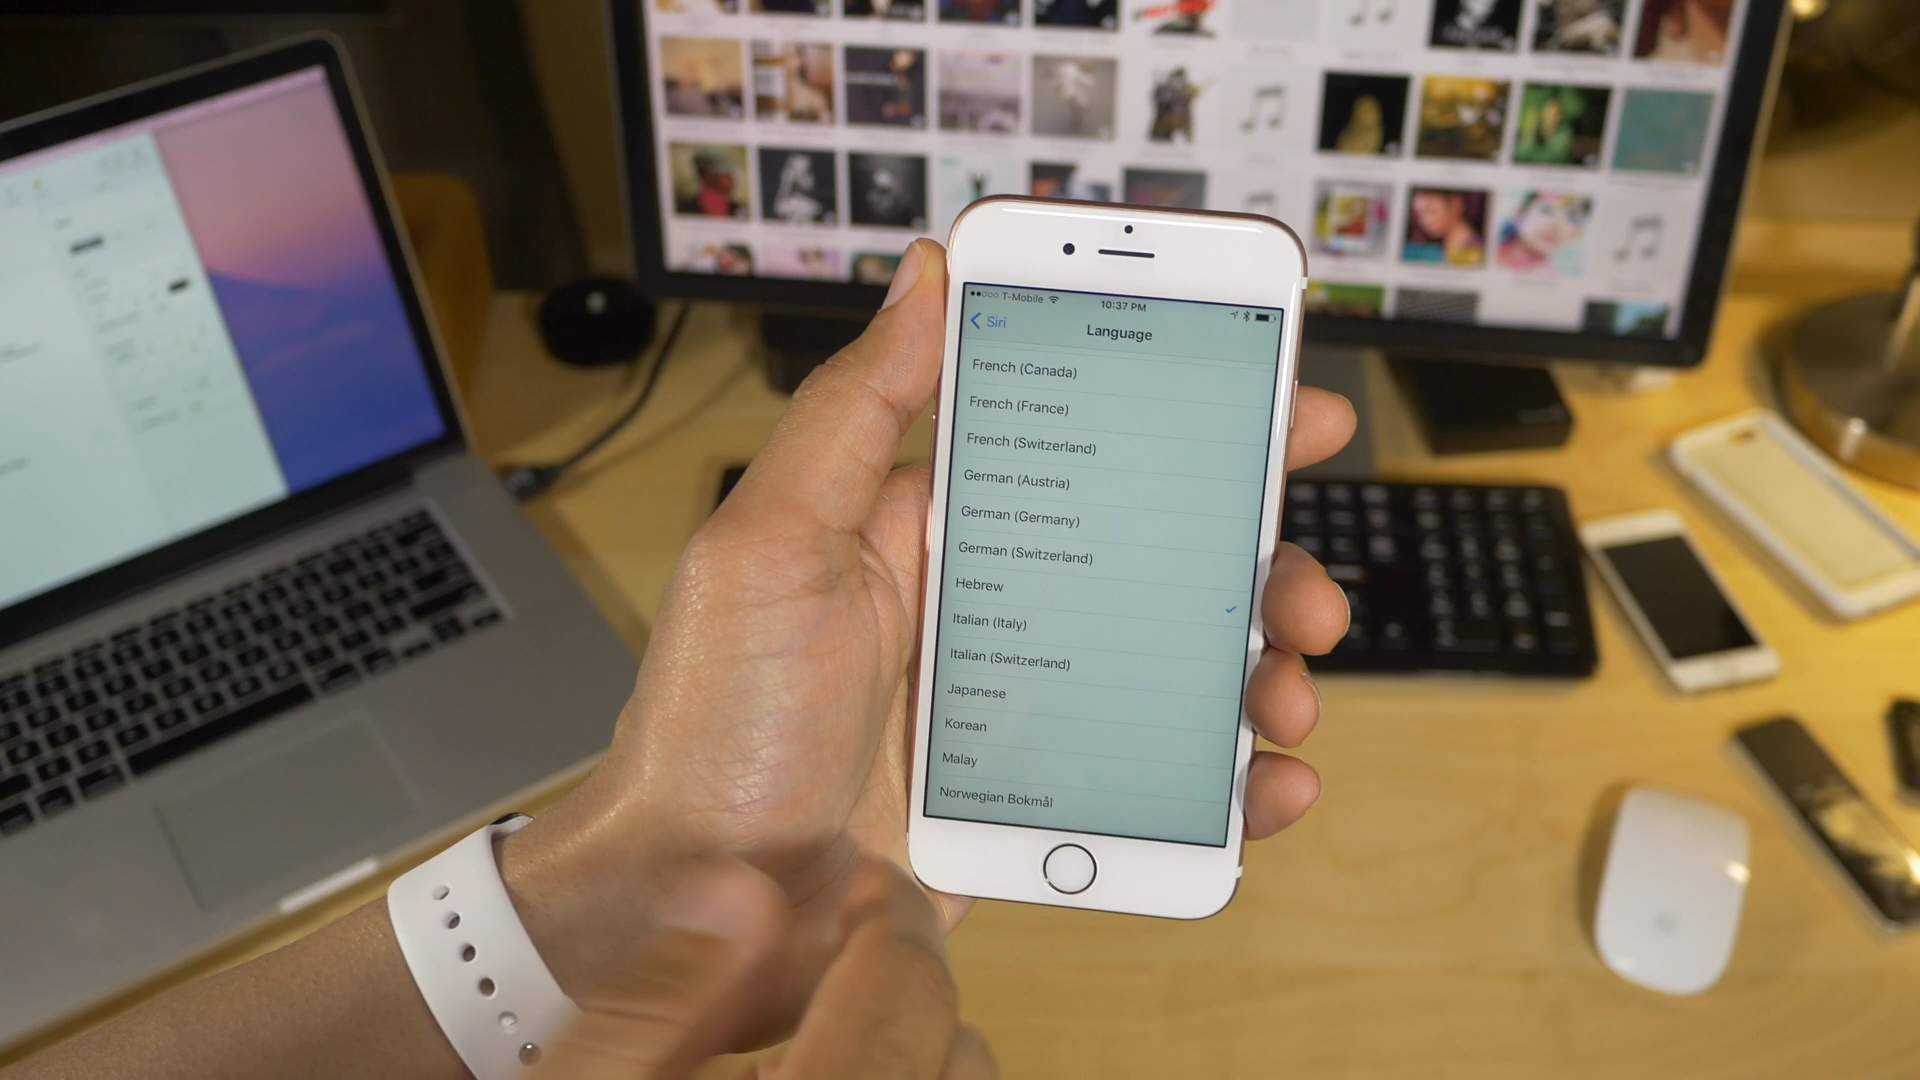 T-Mobile 10:37 PM
Siri
Language
French (Canada)
French (France)
French (Switzerland)
German (Austria)
German (Germany)
German (Switzerland)
Hebrew
Italian (Italy)
Italian (Switzerland)
Japanese
Korean
Malay
Norwegian Bokmål